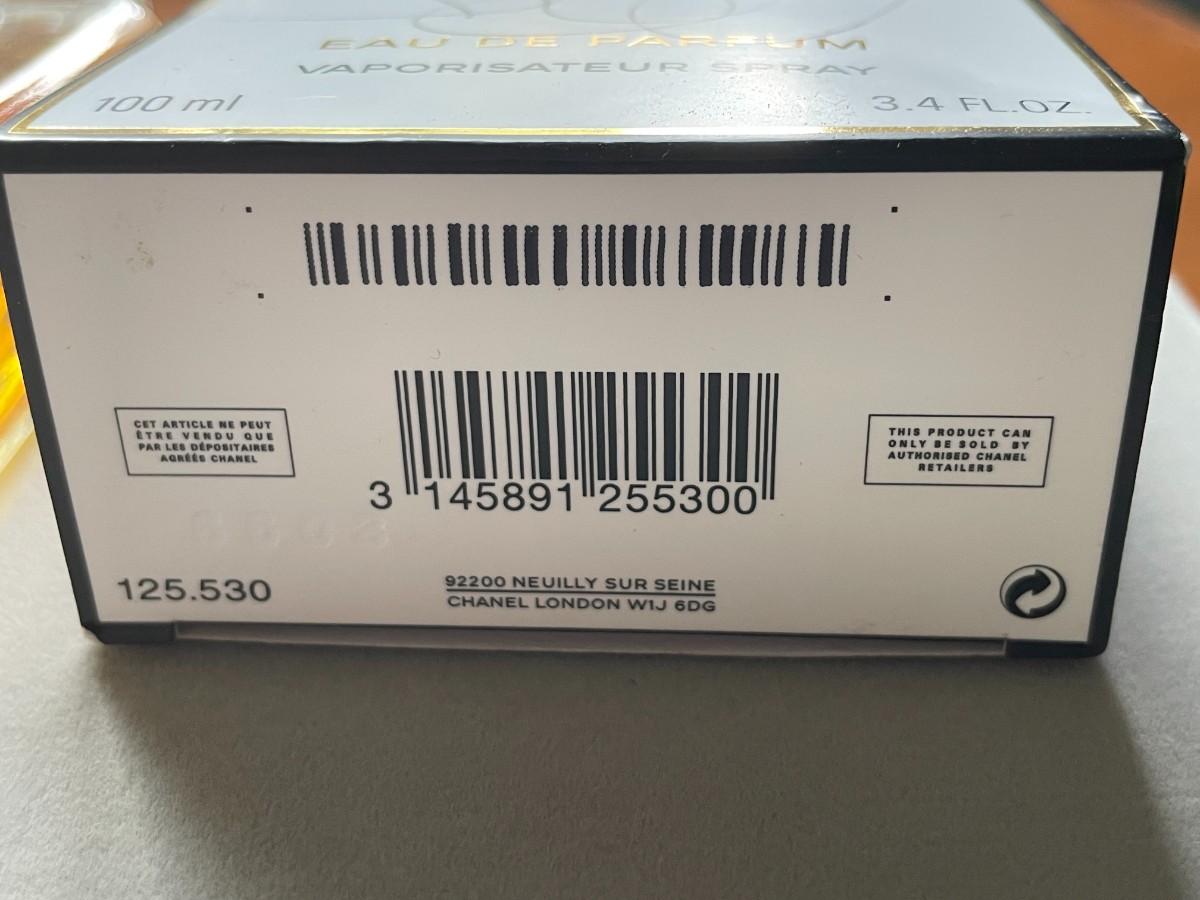 EAU DE PARFUM
VAPORISATEUR SPRAY
100 ml
3.4 FL.OZ.
CET ARTICLE NE PEUT
ÊTRE VENDU QUE
PAR LES DÉPOSITAIRES
AGRÉÉS CHANEL
THIS PRODUCT CAN
ONLY BE SOLD BY
AUTHORISED CHANEL
RETAILERS
3 145891 255300
125.530
92200 NEUILLY SUR SEINE
CHANEL LONDON W1J 6DG